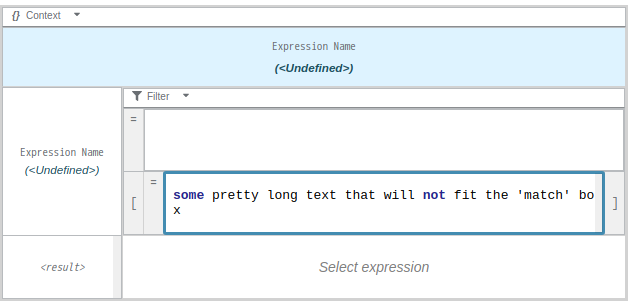 {} Context
Expression Name
(<Undefined>)
Filter
=
Expression Name
(<Undefined>)
[ = some pretty long text that will not fit the 'match' bo ]
x
<result> Select expression